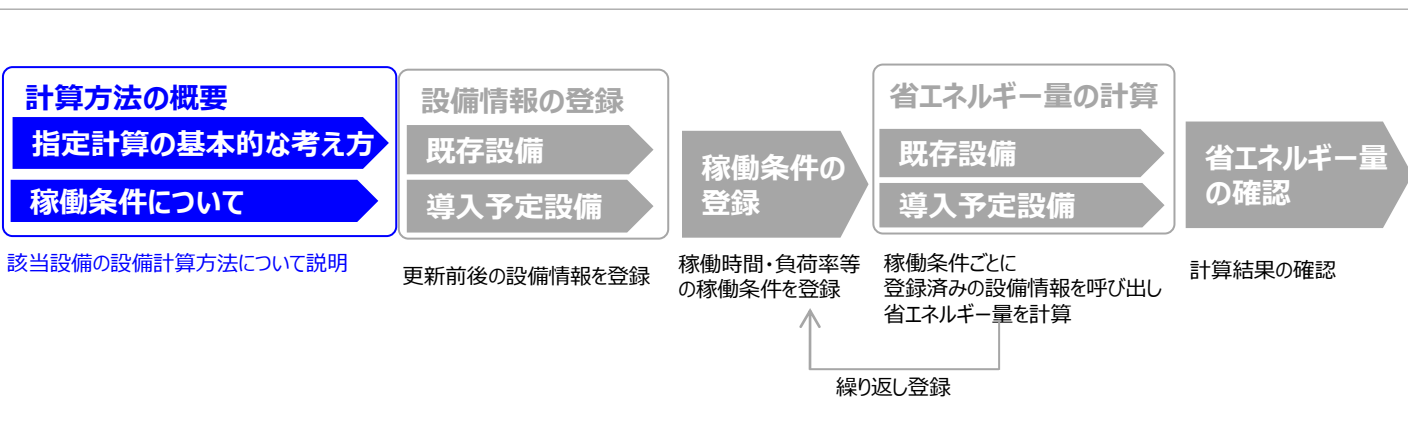 計算方法の概要
指定計算の基本的な考え方
稼働条件について
該当設備の設備計算方法について説明
設備情報の登録
既存設備
導入予定設備
更新前後の設備情報を登録
稼働条件の
登録
稼働時間・負荷率等
の稼働条件を登録
省エネルギー量の計算
既存設備
導入予定設備
稼働条件ごとに
登録済みの設備情報を呼び出し
省エネルギー量を計算
繰り返し登録
省エネルギー量
の確認
計算結果の確認